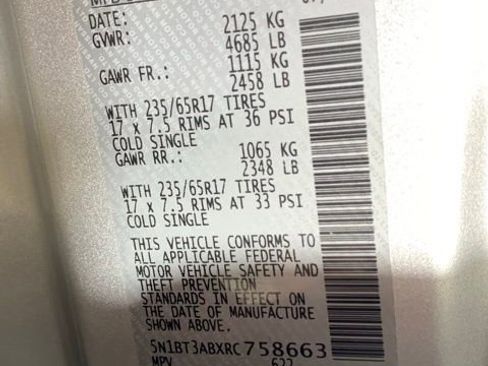 DATE:
GVWR: 2125 KG
4685 LB
GAWR FR.: 1115 KG
2458 LB
WITH 235/65R17 TIRES
17 x 7.5 RIMS AT 36 PSI
COLD SINGLE
GAWR RR.: 1065 KG
2348 LB
WITH 235/65R17 TIRES
17 x 7.5 RIMS AT 33 PSI
COLD SINGLE
THIS VEHICLE CONFORMS TO
ALL APPLICABLE FEDERAL
MOTOR VEHICLE SAFETY AND
THEFT PREVENTION
STANDARDS IN EFFECT ON
THE DATE OF MANUFACTURE
SHOWN ABOVE.
5N1BT3ABXRC758663
MPV 622